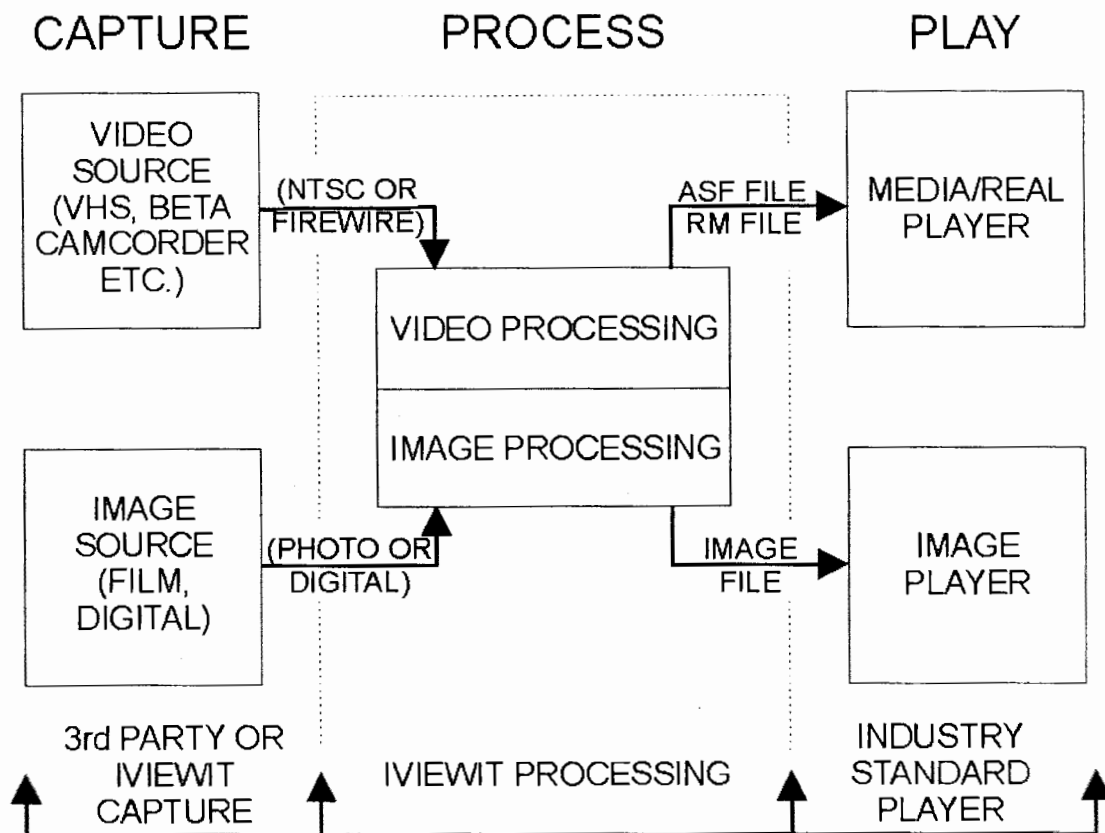 CAPTURE
PROCESS
PLAY
VIDEO
SOURCE
(VHS, BETA
CAMCORDER
ETC.)
(NTSC OR
FIREWIRE)
VIDEO PROCESSING
IMAGE PROCESSING
ASF FILE
RM FILE
MEDIA/REAL
PLAYER
IMAGE
SOURCE
(FILM,
DIGITAL)
(PHOTO OR
DIGITAL)
IMAGE
FILE
IMAGE
PLAYER
3rd PARTY OR
IVIEWIT
CAPTURE
IVIEWIT PROCESSING
INDUSTRY
STANDARD
PLAYER